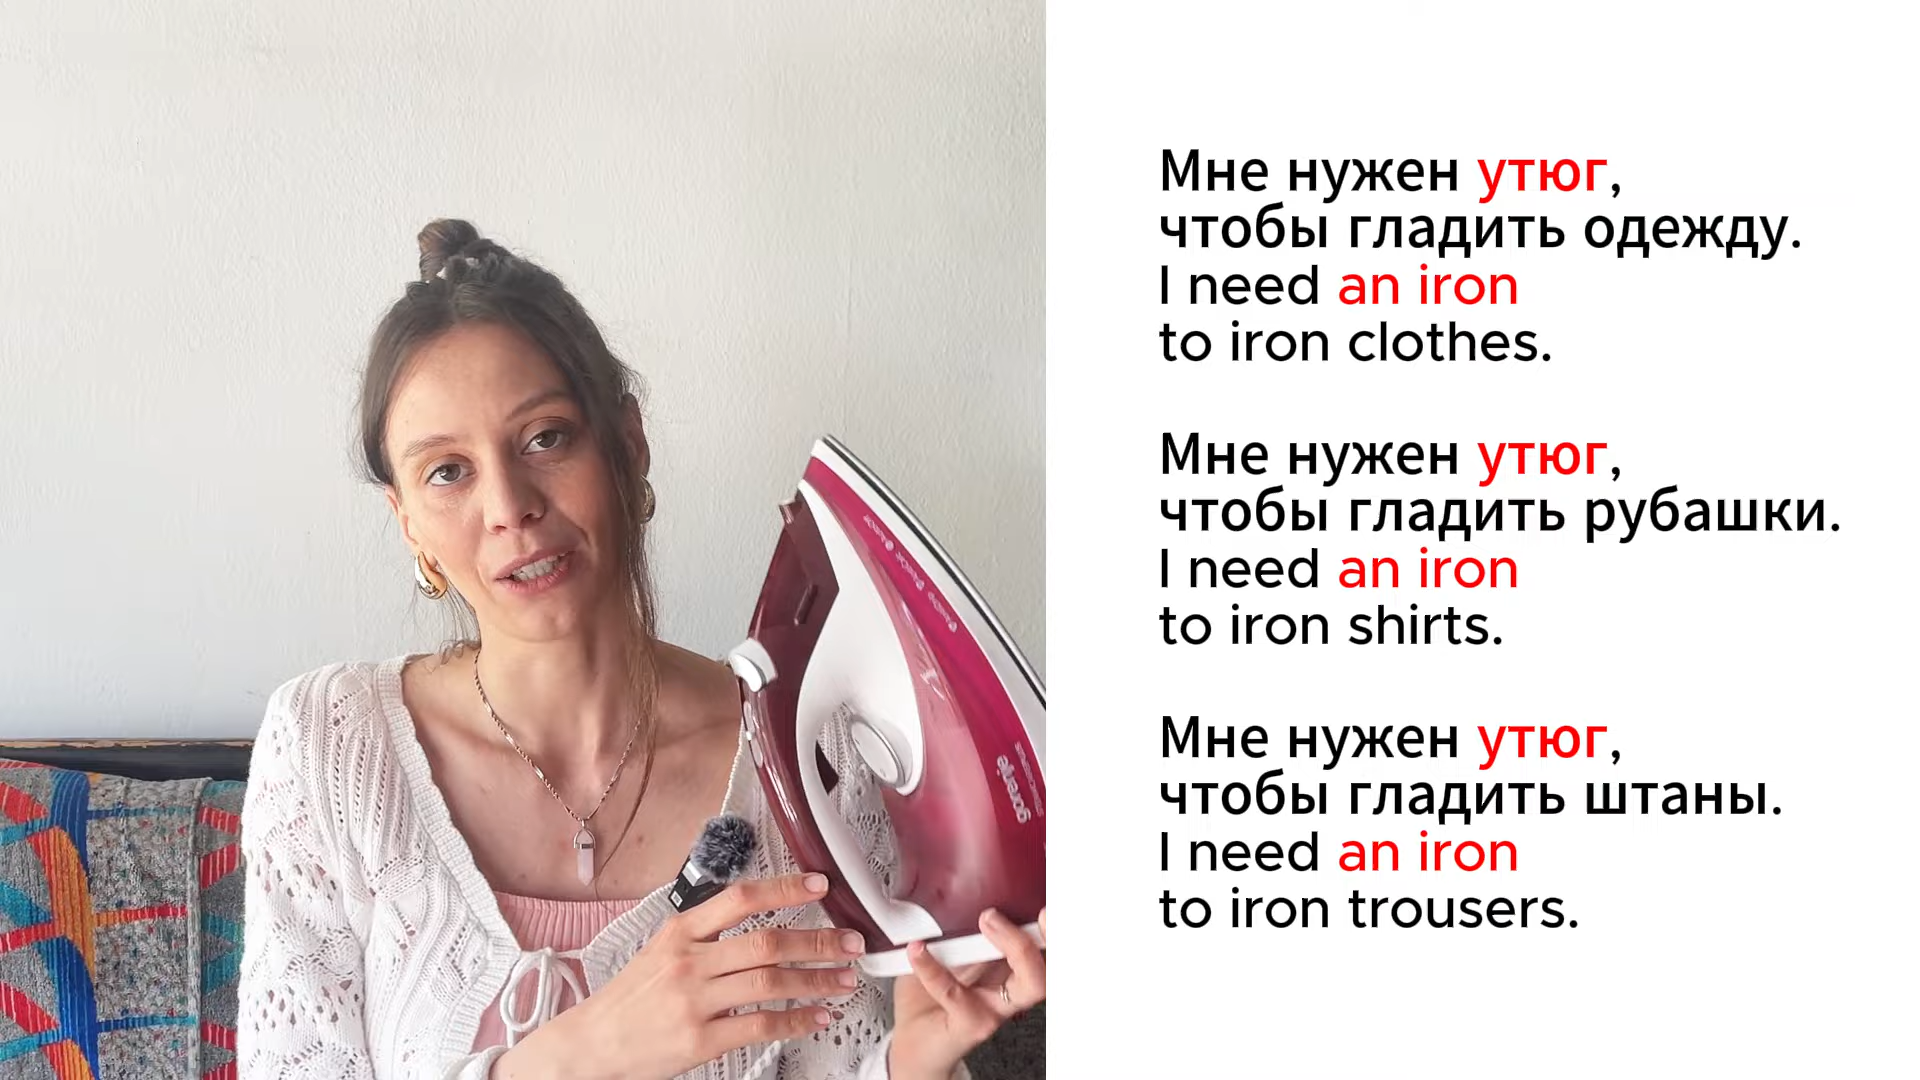 Мне нужен утюг,
чтобы гладить одежду.
I need an iron
to iron clothes.
Мне нужен утюг,
чтобы гладить рубашки.
I need an iron
to iron shirts.
Мне нужен утюг,
чтобы гладить штаны.
I need an iron
to iron trousers.
gorenje